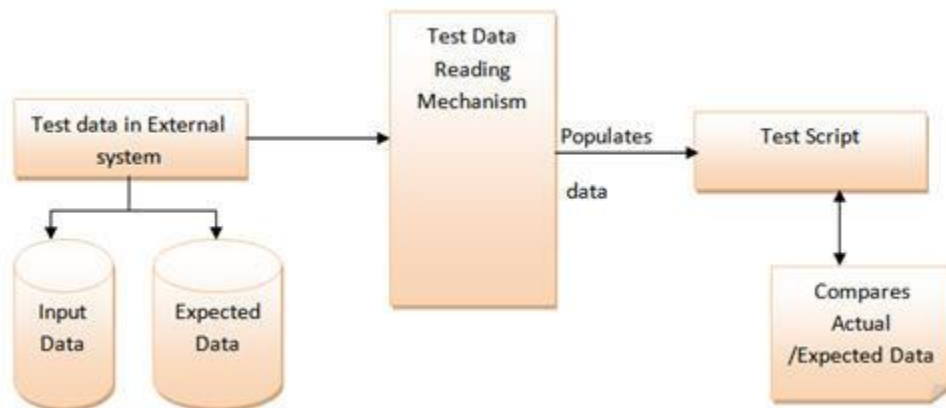 Test data in External
system
Input
Data
Expected
Data
Test Data
Reading
Mechanism
Populates
data
Test Script
Compares
Actual
/Expected Data